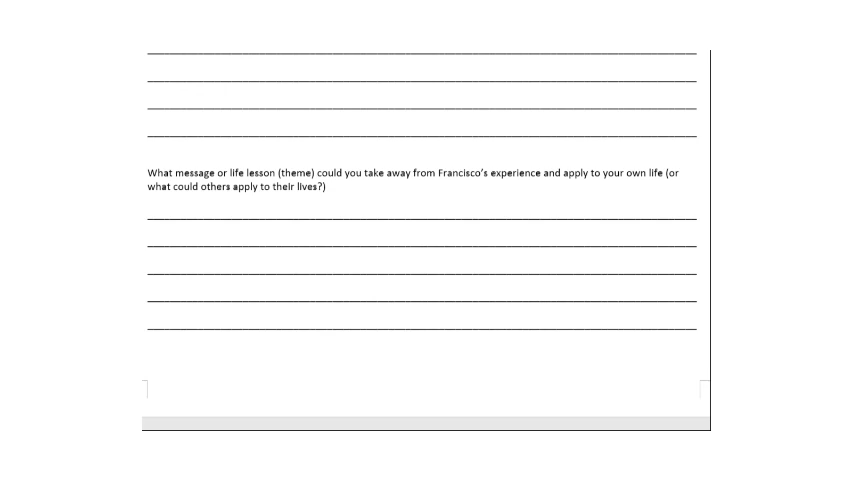 What message or life lesson (theme) could you take away from Francisco's experience and apply to your own life (or
what could others apply to their lives?)